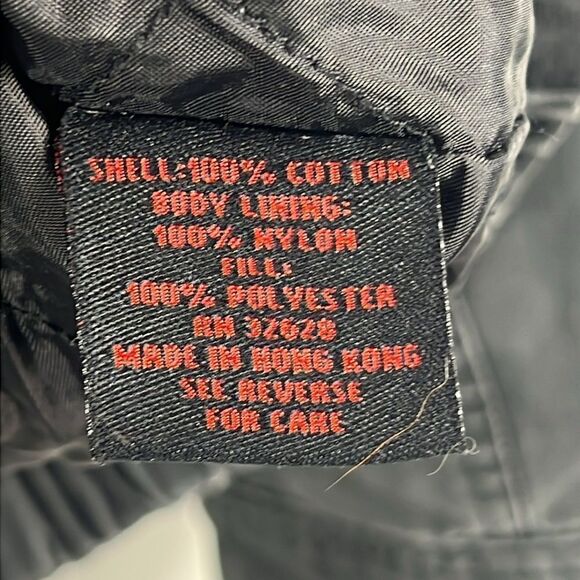 SHELL:100% COTTON
BODY LINING:
100% NYLON
FILL:
100% POLYESTER
RN 32628
MADE IN HONG KONG
SEE REVERSE
FOR CARE